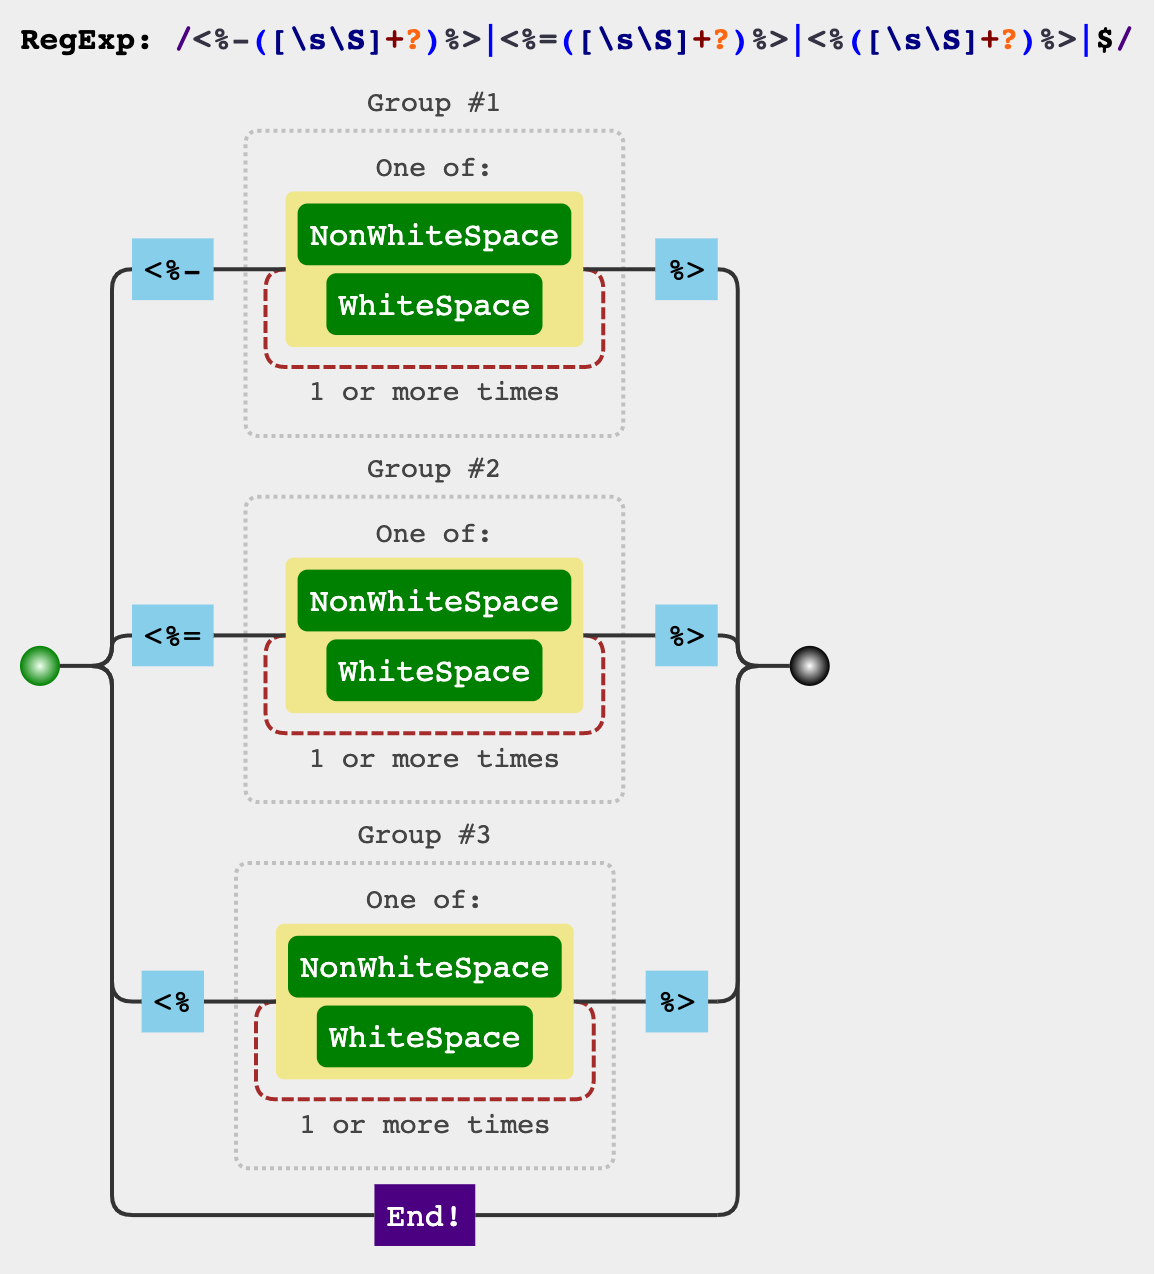 RegExp: /<%-([\s\S]+?)%>|<%=([\s\S]+?)%>|<%([\s\S]+?)%>|$/
Group #1
One of:
NonWhiteSpace
<%-
%>
WhiteSpace
1 or more times
Group #2
One of:
NonWhiteSpace
<%=
%>
WhiteSpace
1 or more times
Group #3
One of:
NonWhiteSpace
<%
%>
WhiteSpace
1 or more times
End!